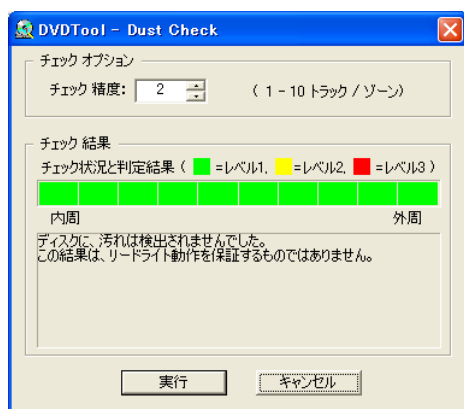 DVDTool - Dust Check
チェック オプション
チェック 精度: 2 ( 1 - 10 トラック / ゾーン)
チェック 結果
チェック状況と判定結果 ( =レベル1, =レベル2, =レベル3 )
内周 外周
ディスクに、汚れは検出されませんでした。
この結果は、リードライト動作を保証するものではありません。
実行 キャンセル